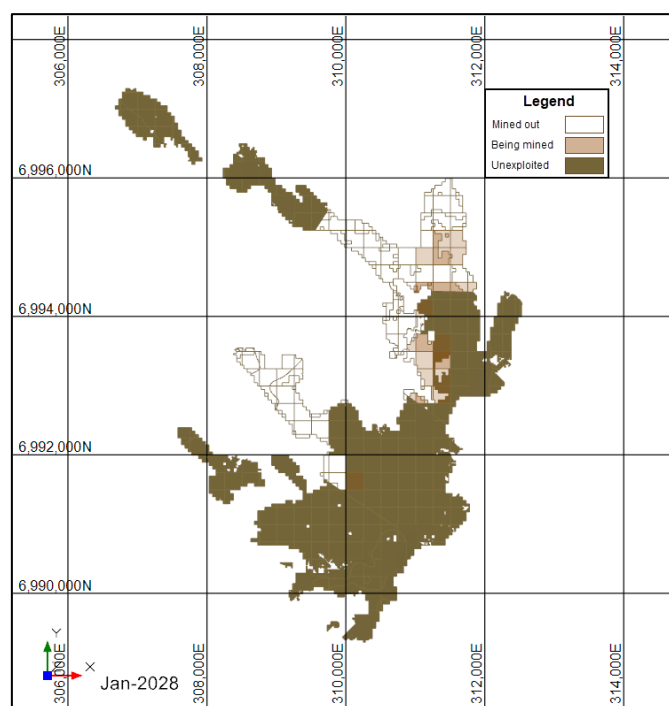 306,000E
308,000E
310,000E
312,000E
314,000E
Legend
Mined out
Being mined
Unexploited
6,996,000N
6,994,000N
6,992,000N
6,990,000N
Y
X
Jan-2028
306,000E
308,000E
310,000E
312,000E
314,000E